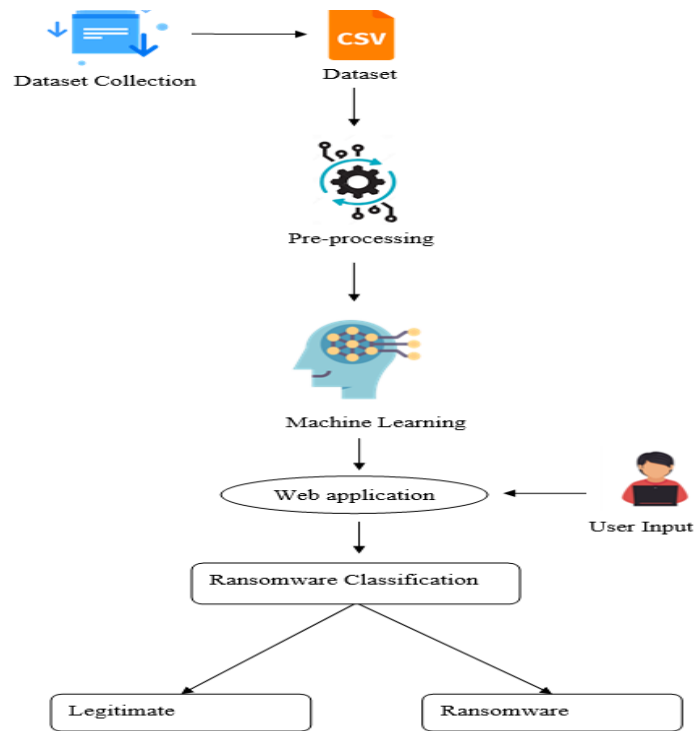 CSV
Dataset Collection
Dataset
Pre-processing
Machine Learning
Web application
User Input
Ransomware Classification
Legitimate
Ransomware